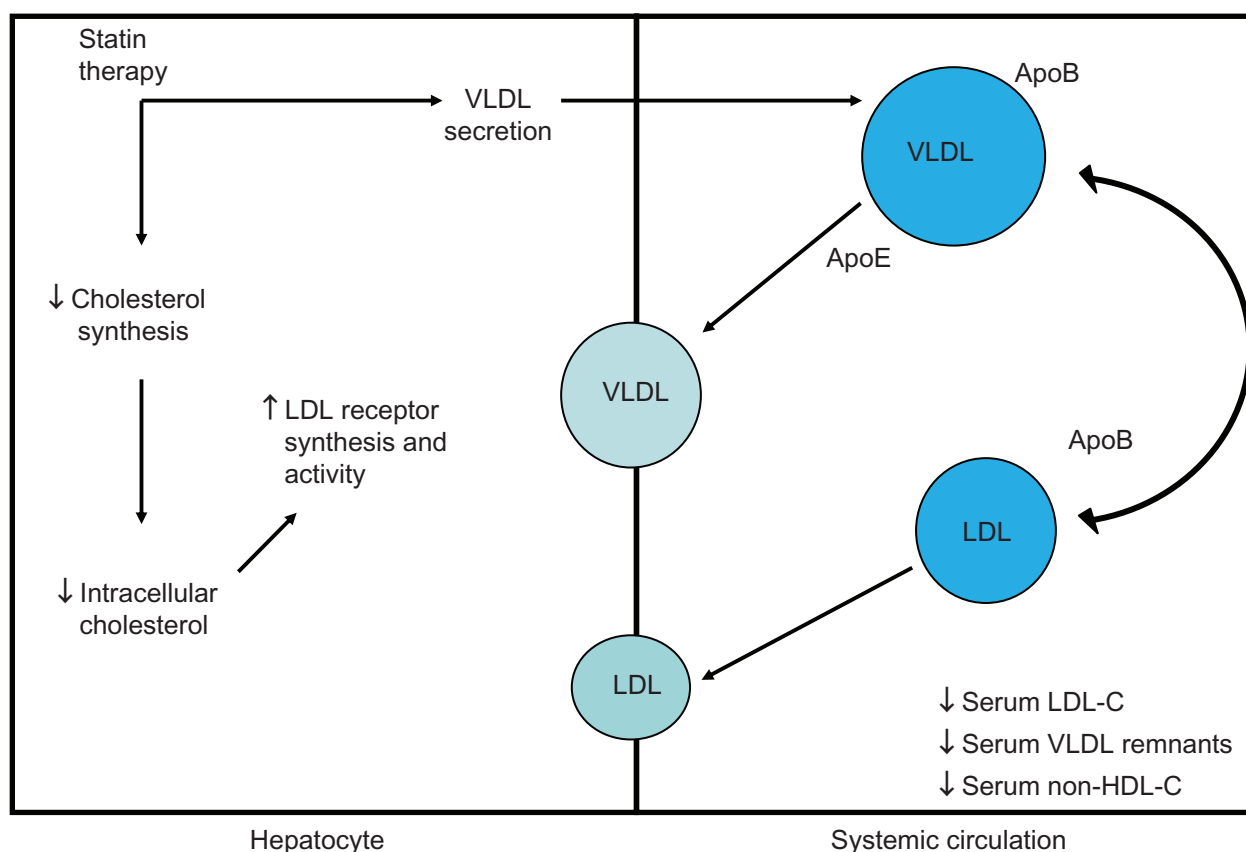 Statin
therapy
VLDL
secretion
ApoB
VLDL
ApoE
↓ Cholesterol
synthesis
VLDL
↑ LDL receptor
synthesis and
activity
ApoB
LDL
↓ Intracellular
cholesterol
LDL
↓ Serum LDL-C
↓ Serum VLDL remnants
↓ Serum non-HDL-C
Hepatocyte
Systemic circulation